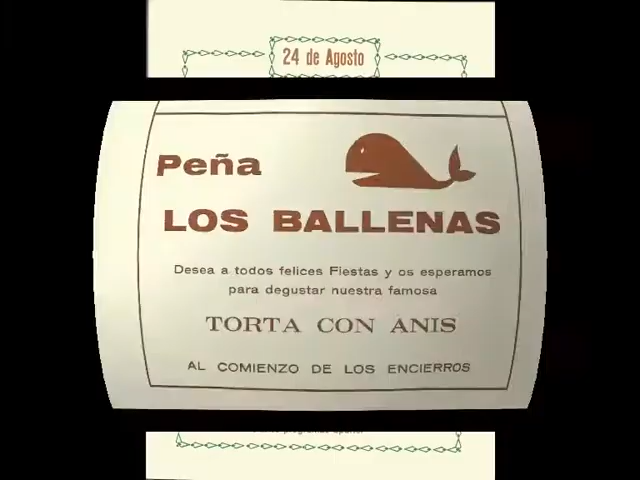 24 de Agosto
Peña
LOS BALLENAS
Desea a todos felices Fiestas y os esperamos
para degustar nuestra famosa
TORTA CON ANIS
AL COMIENZO DE LOS ENCIERROS